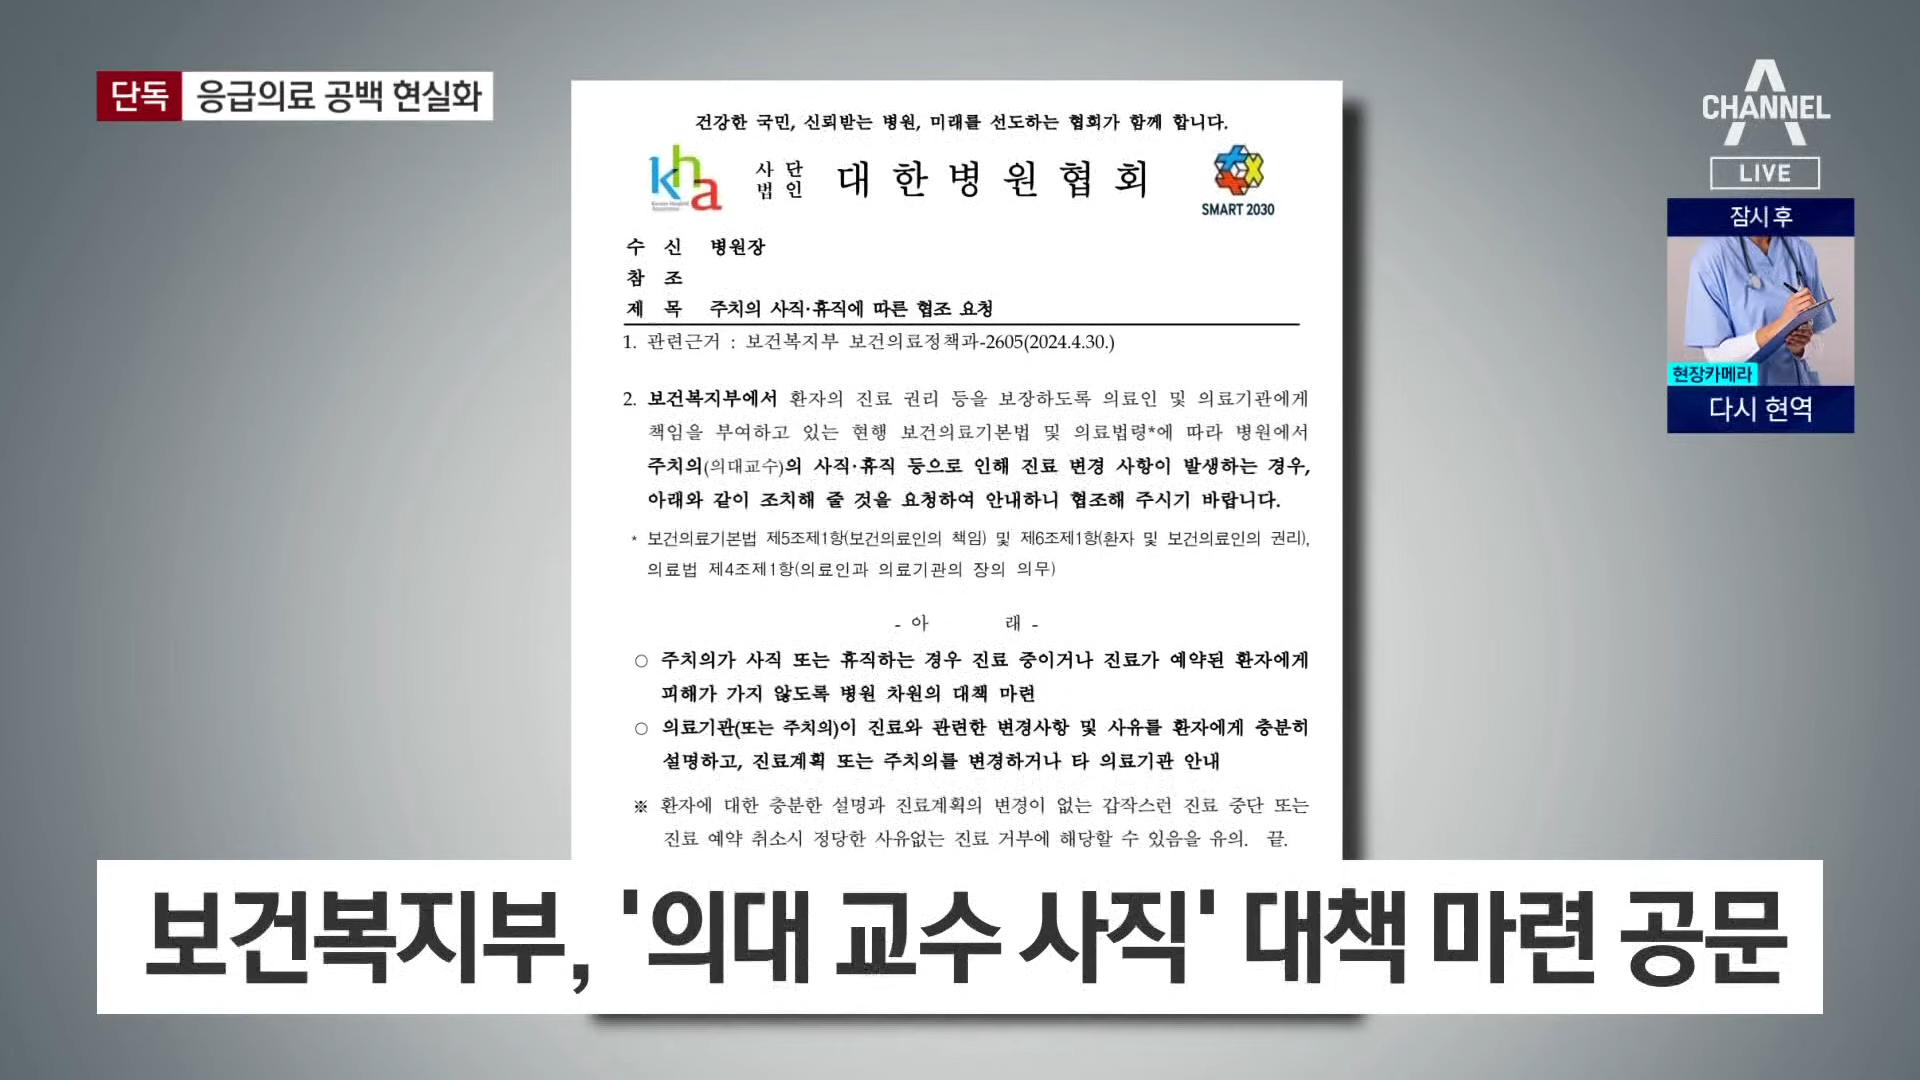 단독 응급의료 공백 현실화
CHANNEL A
LIVE
잠시 후
현장카메라
다시 현역
건강한 국민, 신뢰받는 병원, 미래를 선도하는 협회가 함께 합니다.
kha
사단
법인
대한병원협회
SMART 2030
수 신 병원장
참 조
제 목 주치의 사직·휴직에 따른 협조 요청
1. 관련근거 : 보건복지부 보건의료정책과-2605(2024.4.30.)
2. 보건복지부에서 환자의 진료 권리 등을 보장하도록 의료인 및 의료기관에게
책임을 부여하고 있는 현행 보건의료기본법 및 의료법령*에 따라 병원에서
주치의(의대교수)의 사직·휴직 등으로 인해 진료 변경 사항이 발생하는 경우,
아래와 같이 조치해 줄 것을 요청하여 안내하니 협조해 주시기 바랍니다.
* 보건의료기본법 제5조제1항(보건의료인의 책임) 및 제6조제1항(환자 및 보건의료인의 권리),
의료법 제4조제1항(의료인과 의료기관의 장의 의무)
- 아 래 -
○ 주치의가 사직 또는 휴직하는 경우 진료 중이거나 진료가 예약된 환자에게
피해가 가지 않도록 병원 차원의 대책 마련
○ 의료기관(또는 주치의)이 진료와 관련한 변경사항 및 사유를 환자에게 충분히
설명하고, 진료계획 또는 주치의를 변경하거나 타 의료기관 안내
※ 환자에 대한 충분한 설명과 진료계획의 변경이 없는 갑작스런 진료 중단 또는
진료 예약 취소시 정당한 사유없는 진료 거부에 해당할 수 있음을 유의. 끝.
보건복지부, '의대 교수 사직' 대책 마련 공문